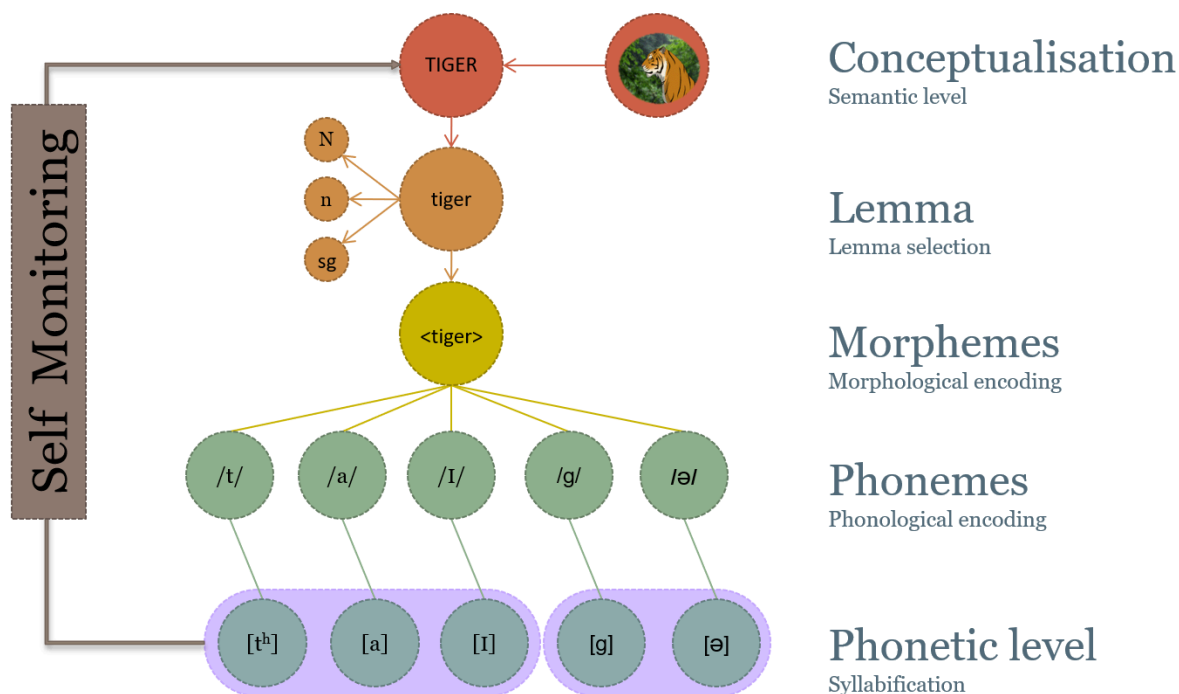 TIGER
Conceptualisation
Semantic level
N
n
sg
tiger
Lemma
Lemma selection
<tiger>
Morphemes
Morphological encoding
/t/ /a/ /I/ /g/ /ə/
Phonemes
Phonological encoding
[tʰ] [a] [I] [g] [ə]
Phonetic level
Syllabification
Self Monitoring